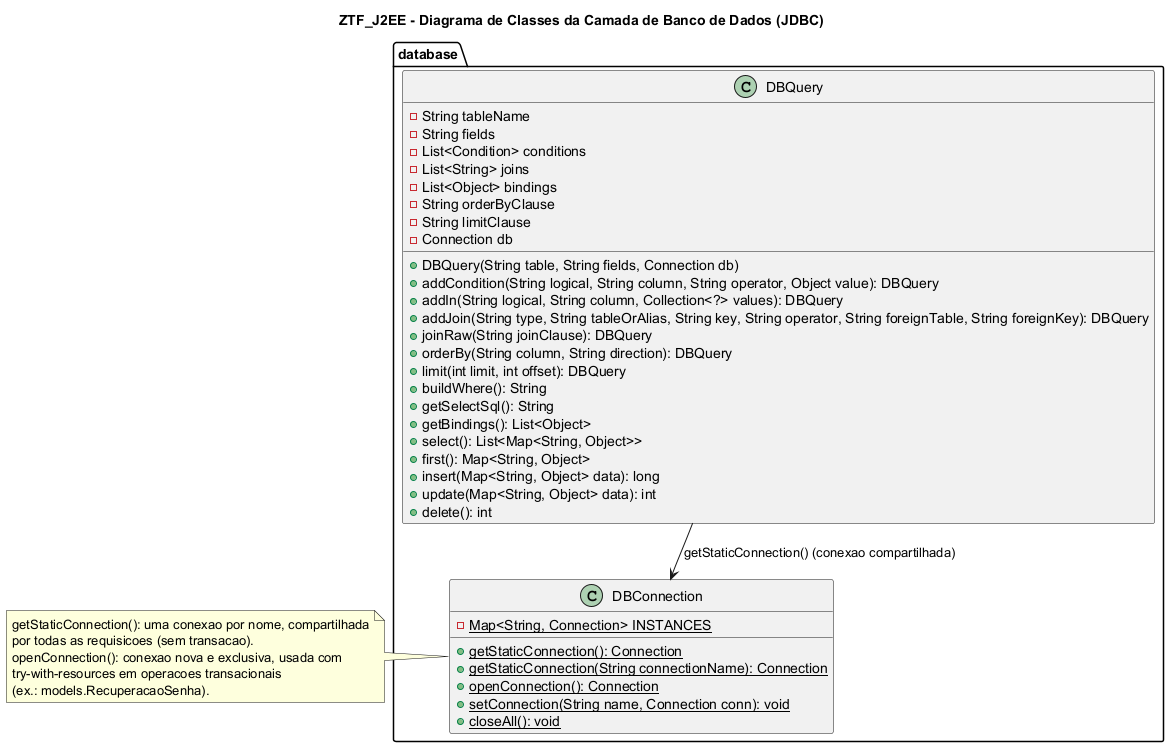 ZTF_J2EE - Diagrama de Classes da Camada de Banco de Dados (JDBC)
database
C DBQuery
String tableName
String fields
List<Condition> conditions
List<String> joins
List<Object> bindings
String orderByClause
String limitClause
Connection db
DBQuery(String table, String fields, Connection db)
addCondition(String logical, String column, String operator, Object value): DBQuery
addIn(String logical, String column, Collection<?> values): DBQuery
addJoin(String type, String tableOrAlias, String key, String operator, String foreignTable, String foreignKey): DBQuery
joinRaw(String joinClause): DBQuery
orderBy(String column, String direction): DBQuery
limit(int limit, int offset): DBQuery
buildWhere(): String
getSelectSql(): String
getBindings(): List<Object>
select(): List<Map<String, Object>>
first(): Map<String, Object>
insert(Map<String, Object> data): long
update(Map<String, Object> data): int
delete(): int
getStaticConnection() (conexao compartilhada)
C DBConnection
Map<String, Connection> INSTANCES
getStaticConnection(): Connection
getStaticConnection(String connectionName): Connection
openConnection(): Connection
setConnection(String name, Connection conn): void
closeAll(): void
getStaticConnection(): uma conexao por nome, compartilhada
por todas as requisicoes (sem transacao).
openConnection(): conexao nova e exclusiva, usada com
try-with-resources em operacoes transacionais
(ex.: models.RecuperacaoSenha).